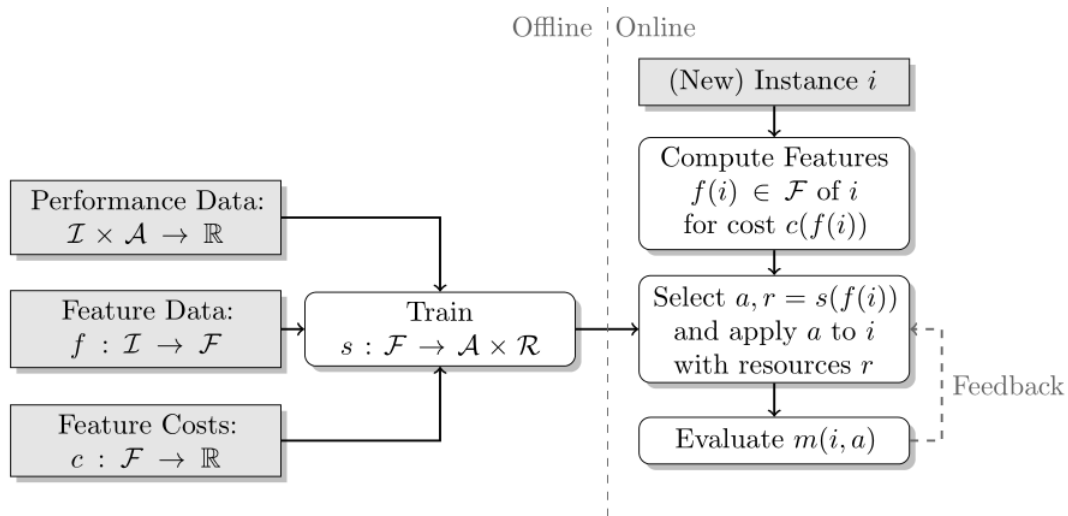 Offline
Online
(New) Instance i
Compute Features
f(i) ∈ ℱ of i
for cost c(f(i))
Performance Data:
ℐ × 𝒜 → ℝ
Feature Data:
f : ℐ → ℱ
Feature Costs:
c : ℱ → ℝ
Train
s : ℱ → 𝒜 × ℛ
Select a, r = s(f(i))
and apply a to i
with resources r
Feedback
Evaluate m(i, a)